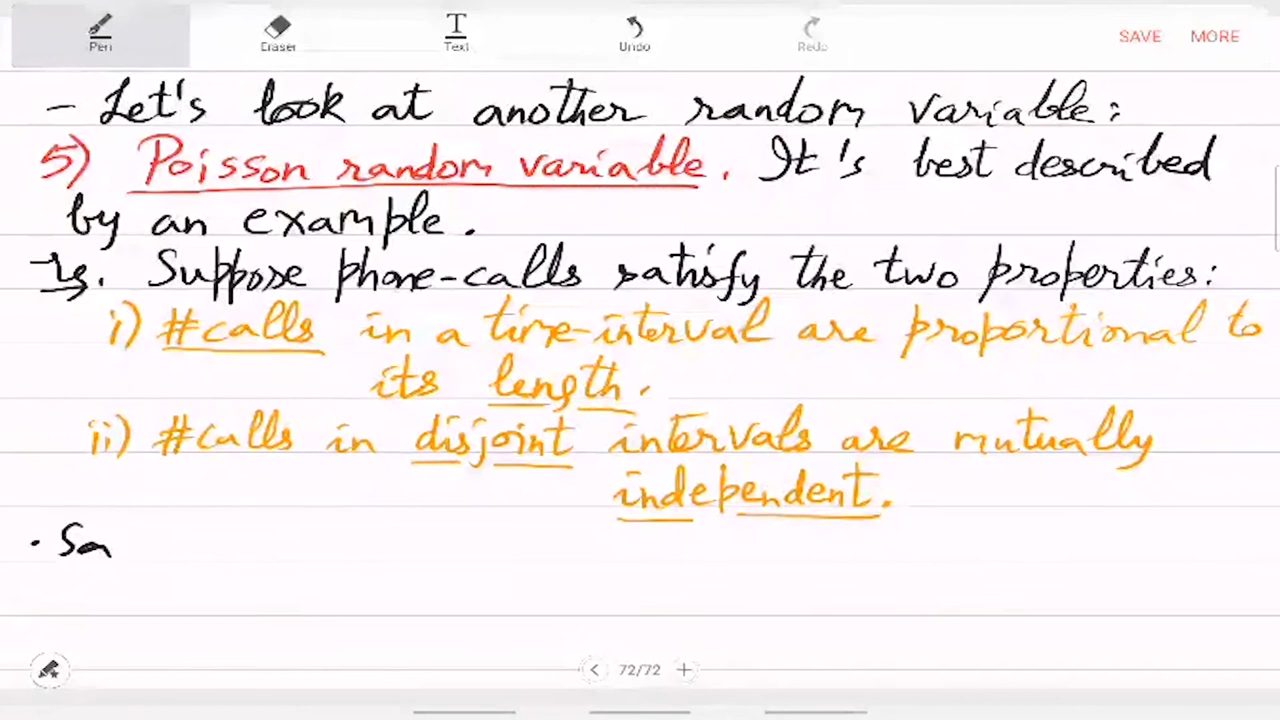 Pen Eraser Text Undo Redo SAVE MORE
- Let's look at another random variable:
5) Poisson random variable. It's best described
by an example.
Eg. Suppose phone-calls satisfy the two properties:
i) #calls in a time-interval are proportional to
its length.
ii) #calls in disjoint intervals are mutually
independent.
· Sa
< 72/72 +